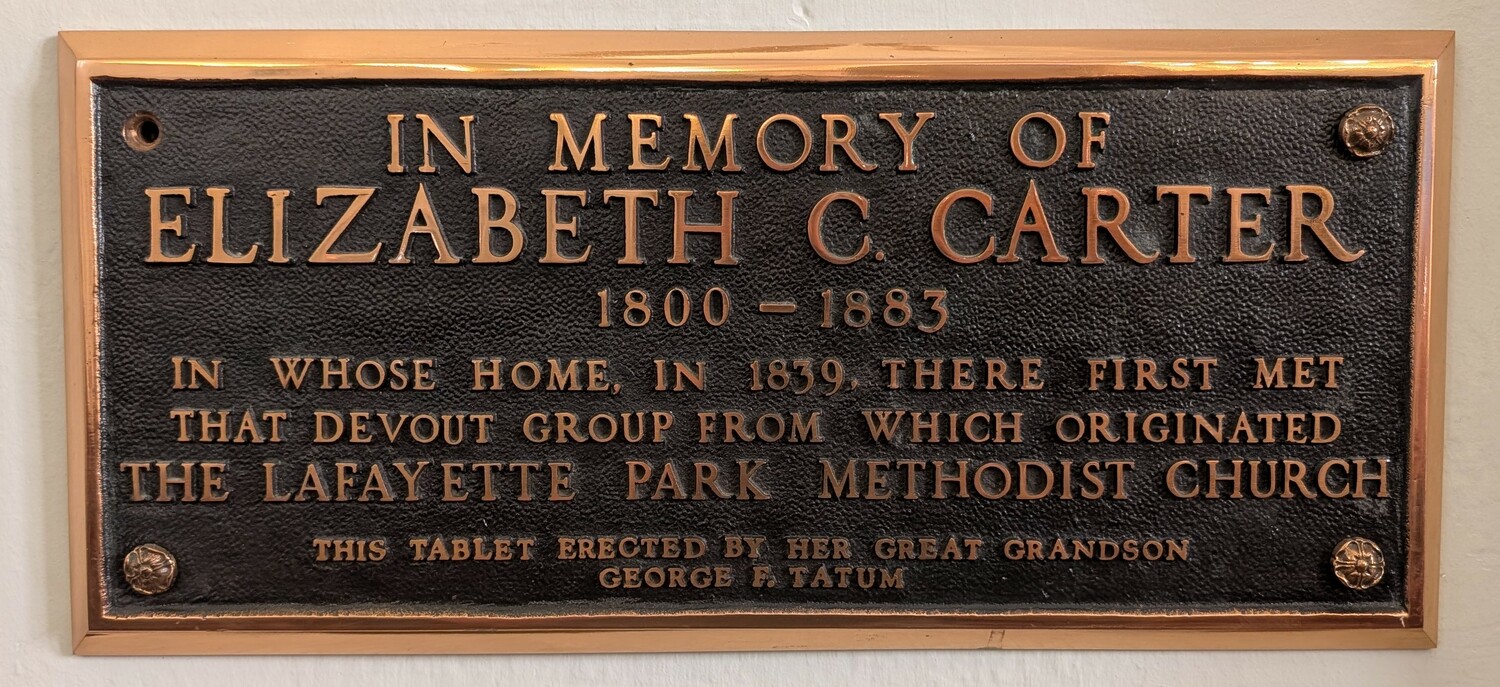 IN MEMORY OF
ELIZABETH C. CARTER
1800 – 1883
IN WHOSE HOME, IN 1839, THERE FIRST MET
THAT DEVOUT GROUP FROM WHICH ORIGINATED
THE LAFAYETTE PARK METHODIST CHURCH
THIS TABLET ERECTED BY HER GREAT GRANDSON
GEORGE F. TATUM